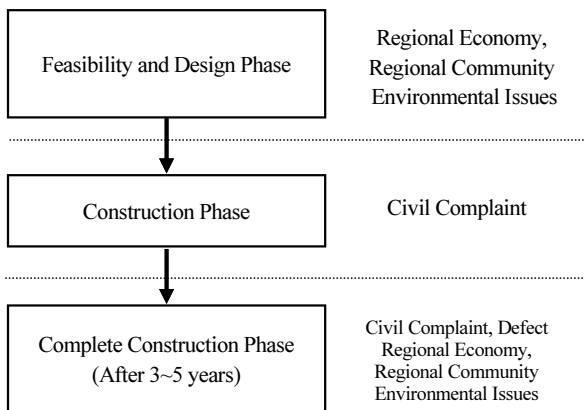 Feasibility and Design Phase
Regional Economy,
Regional Community
Environmental Issues
Construction Phase
Civil Complaint
Complete Construction Phase
(After 3~5 years)
Civil Complaint, Defect
Regional Economy,
Regional Community
Environmental Issues